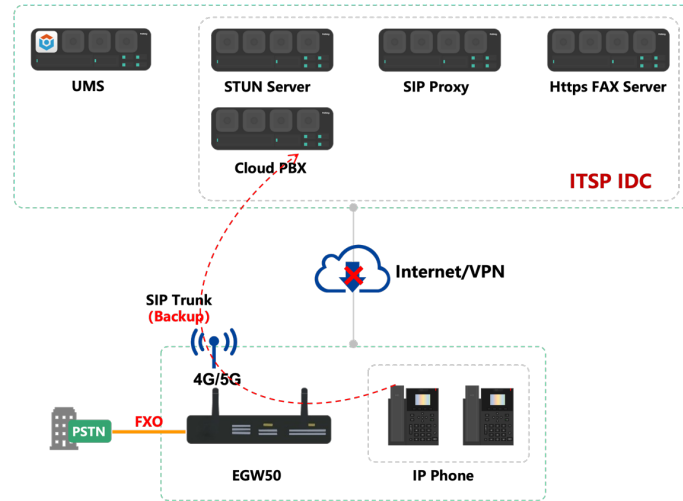 UMS
STUN Server
SIP Proxy
Https FAX Server
Cloud PBX
ITSP IDC
Internet/VPN
SIP Trunk
(Backup)
4G/5G
PSTN
FXO
EGW50
IP Phone